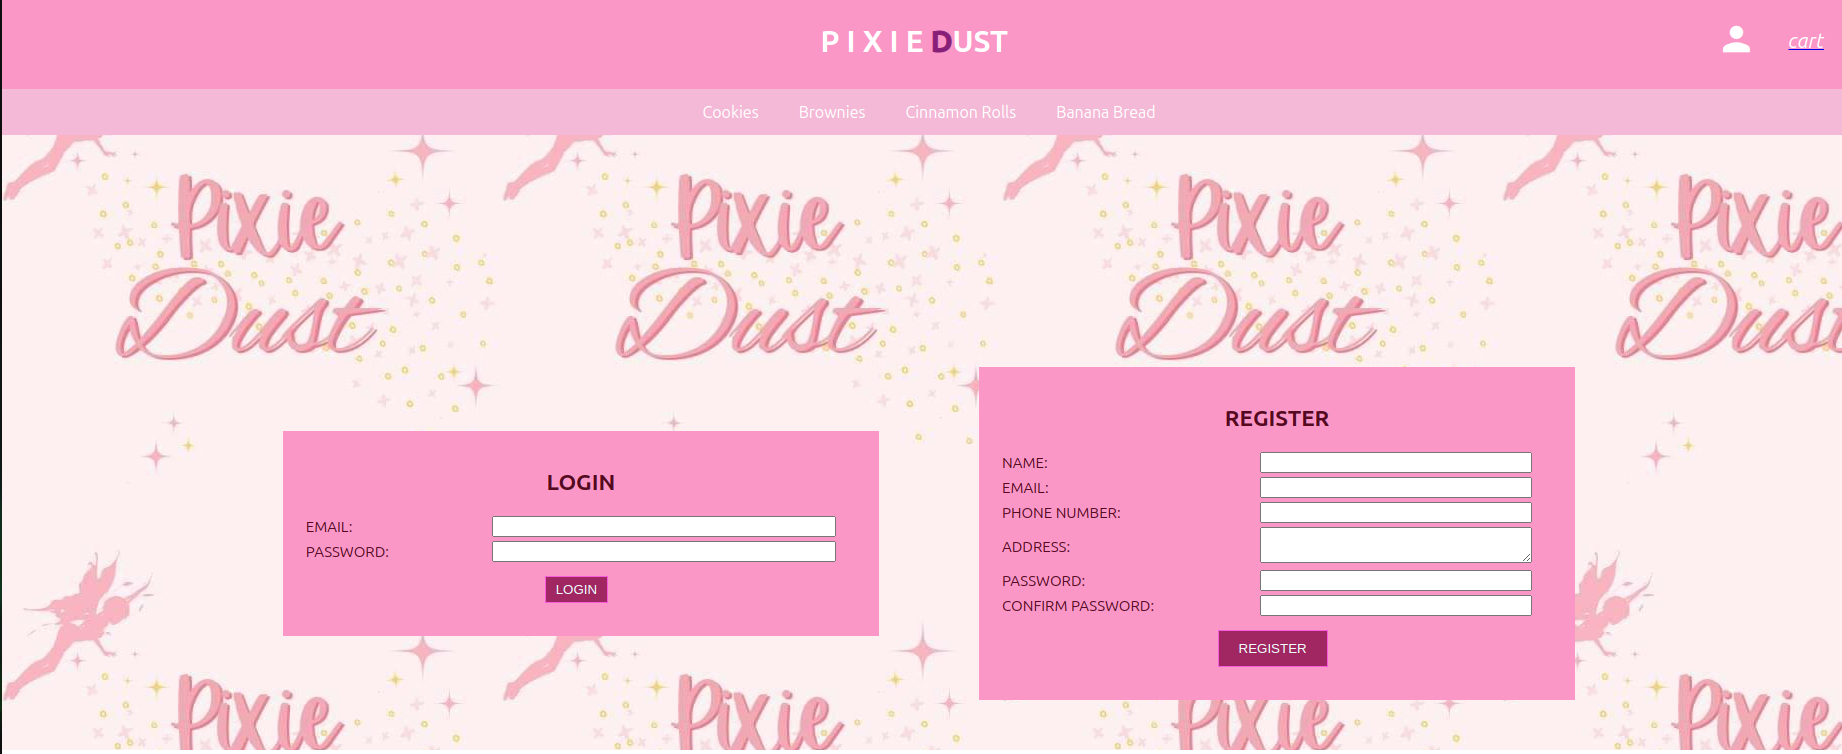 PIXIE DUST
cart
Cookies Brownies Cinnamon Rolls Banana Bread
Pixie Pixie Pixie Pixie
Dust Dust Dust Dust
LOGIN
EMAIL:
PASSWORD:
LOGIN
REGISTER
NAME:
EMAIL:
PHONE NUMBER:
ADDRESS:
PASSWORD:
CONFIRM PASSWORD:
REGISTER
Pixie Pixie Pixie Pixie